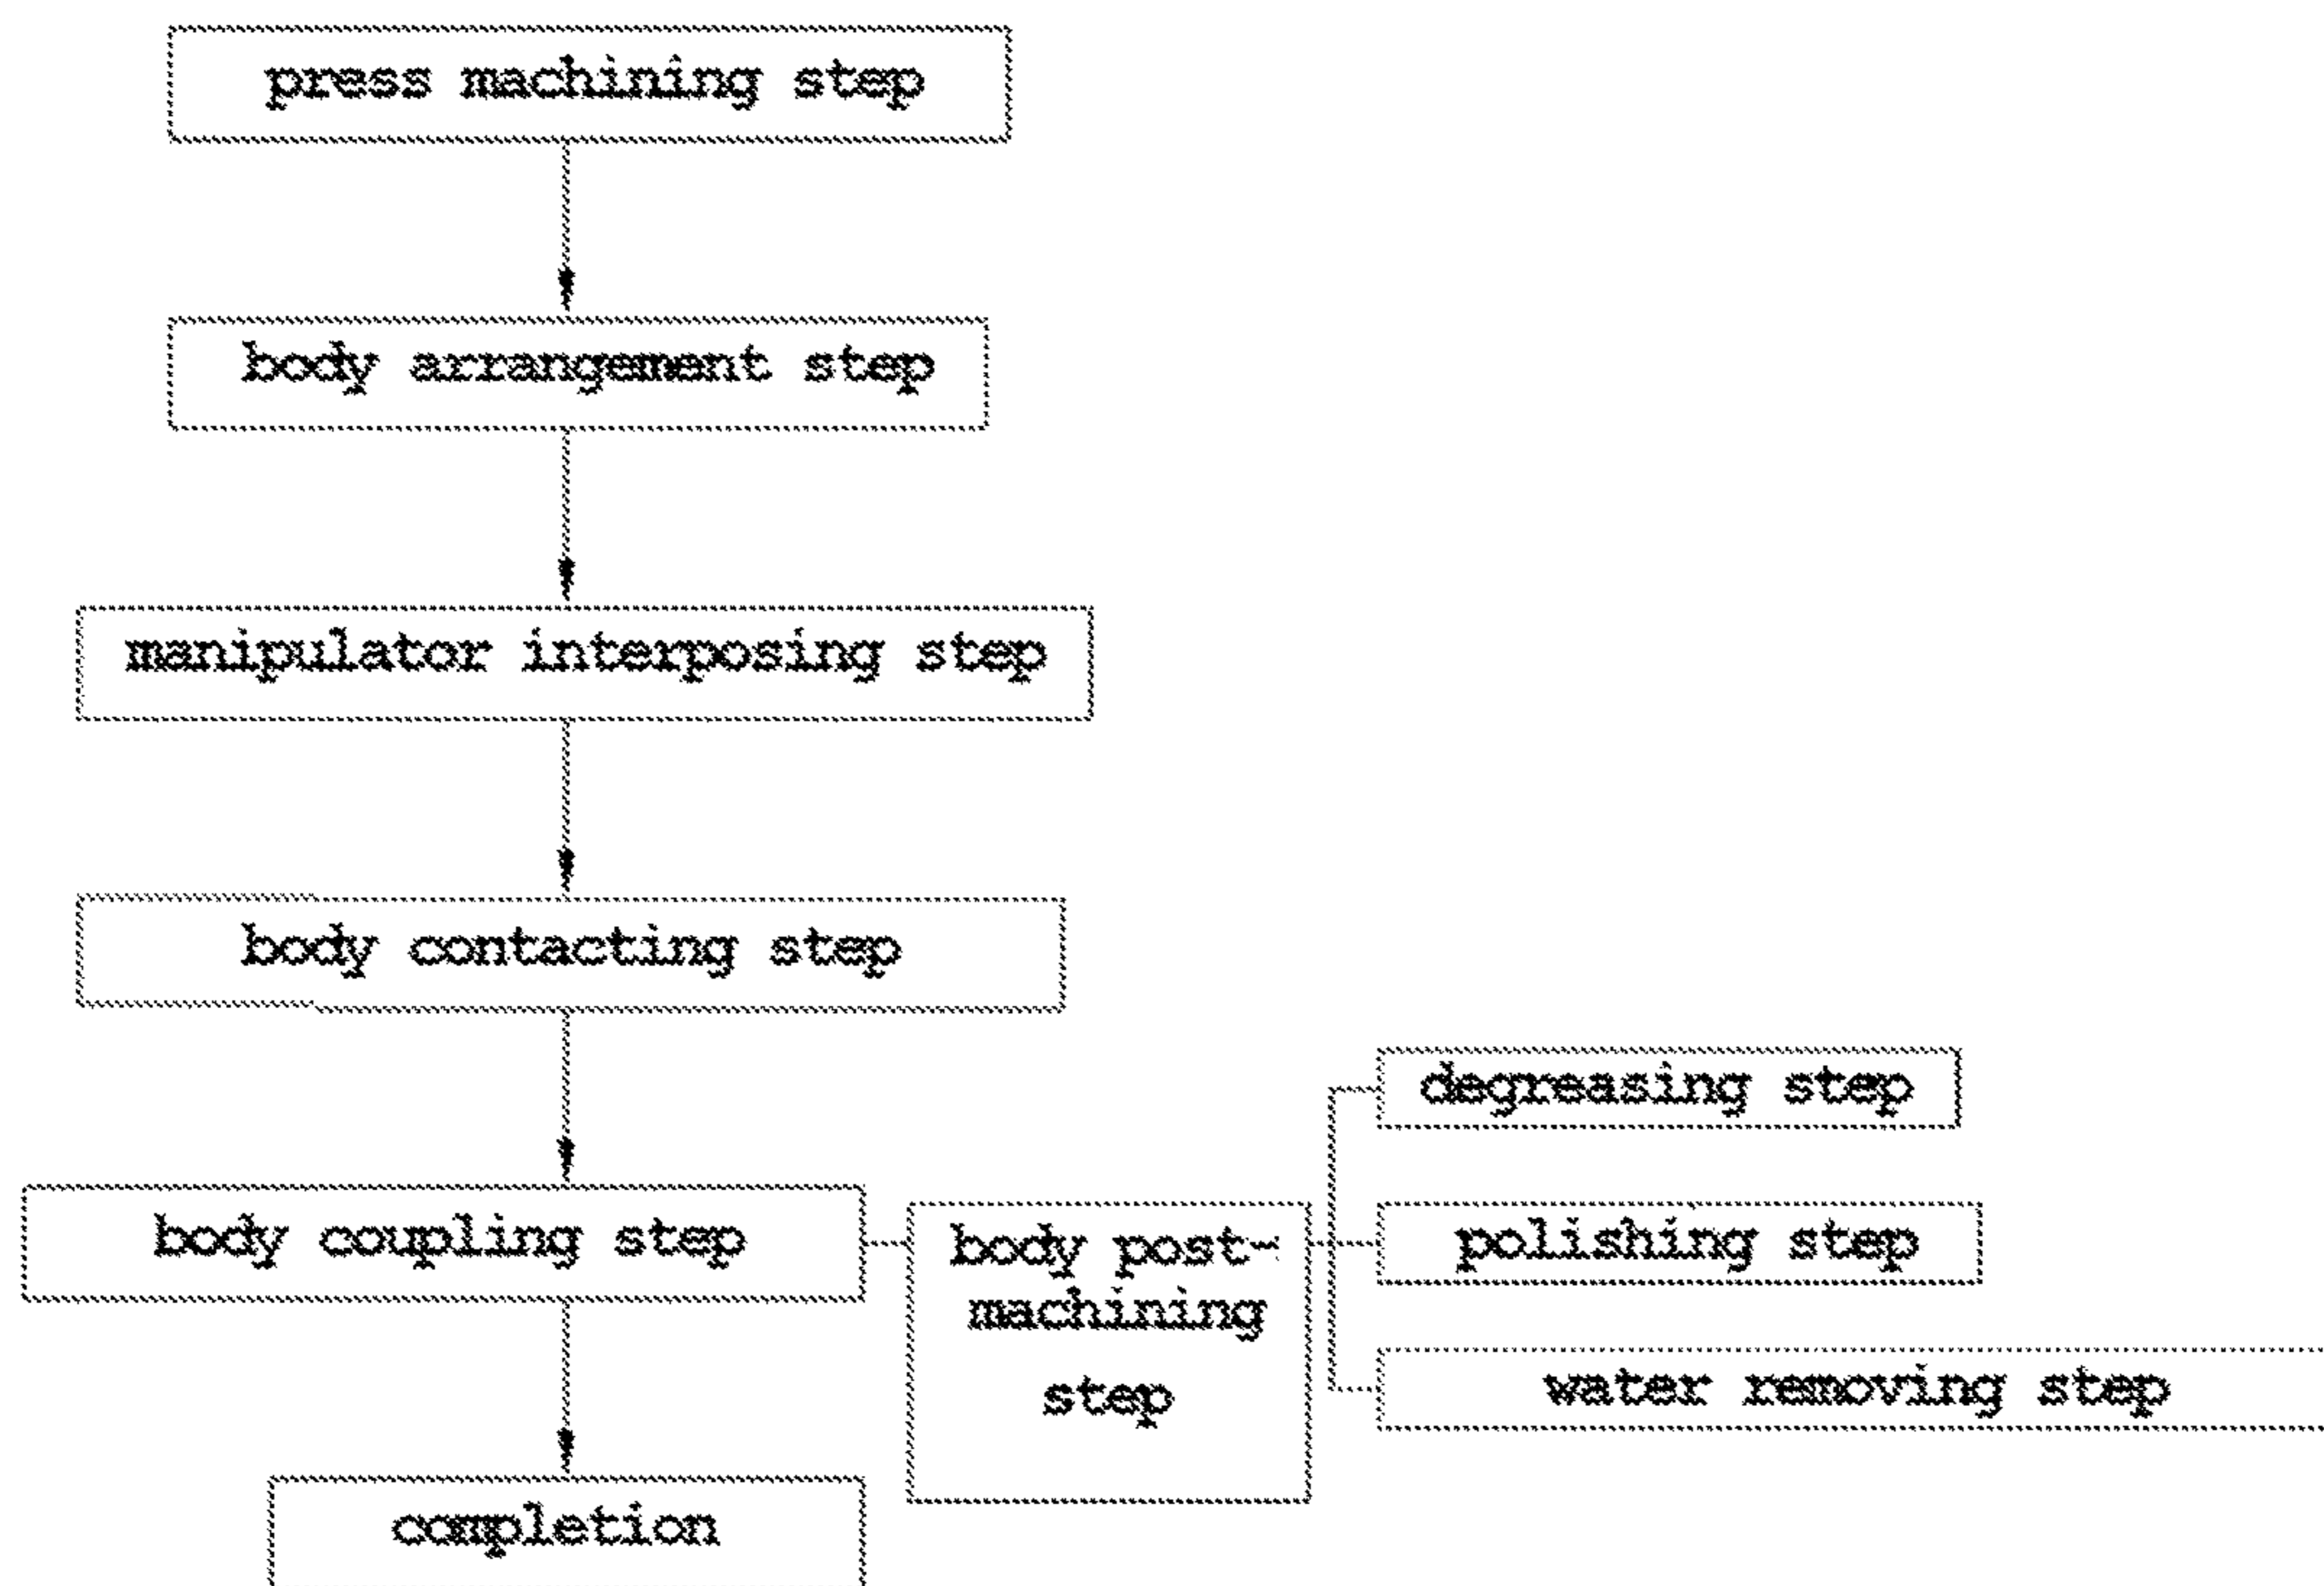 press machining step
body arrangement step
manipulator interposing step
body contacting step
body coupling step
body post-
machining
step
degreasing step
polishing step
water removing step
completion